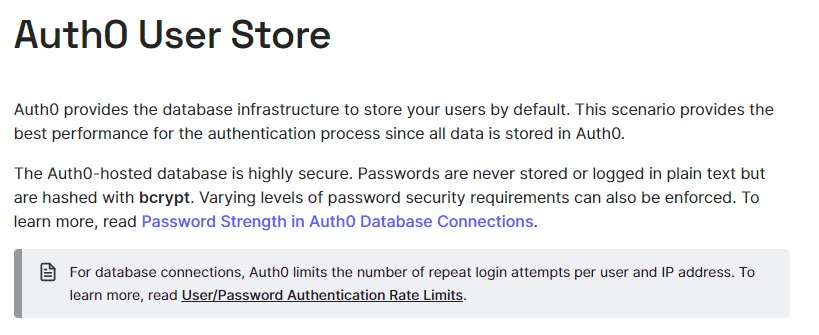 Auth0 User Store
Auth0 provides the database infrastructure to store your users by default. This scenario provides the
best performance for the authentication process since all data is stored in Auth0.
The Auth0-hosted database is highly secure. Passwords are never stored or logged in plain text but
are hashed with bcrypt. Varying levels of password security requirements can also be enforced. To
learn more, read Password Strength in Auth0 Database Connections.
For database connections, Auth0 limits the number of repeat login attempts per user and IP address. To
learn more, read User/Password Authentication Rate Limits.